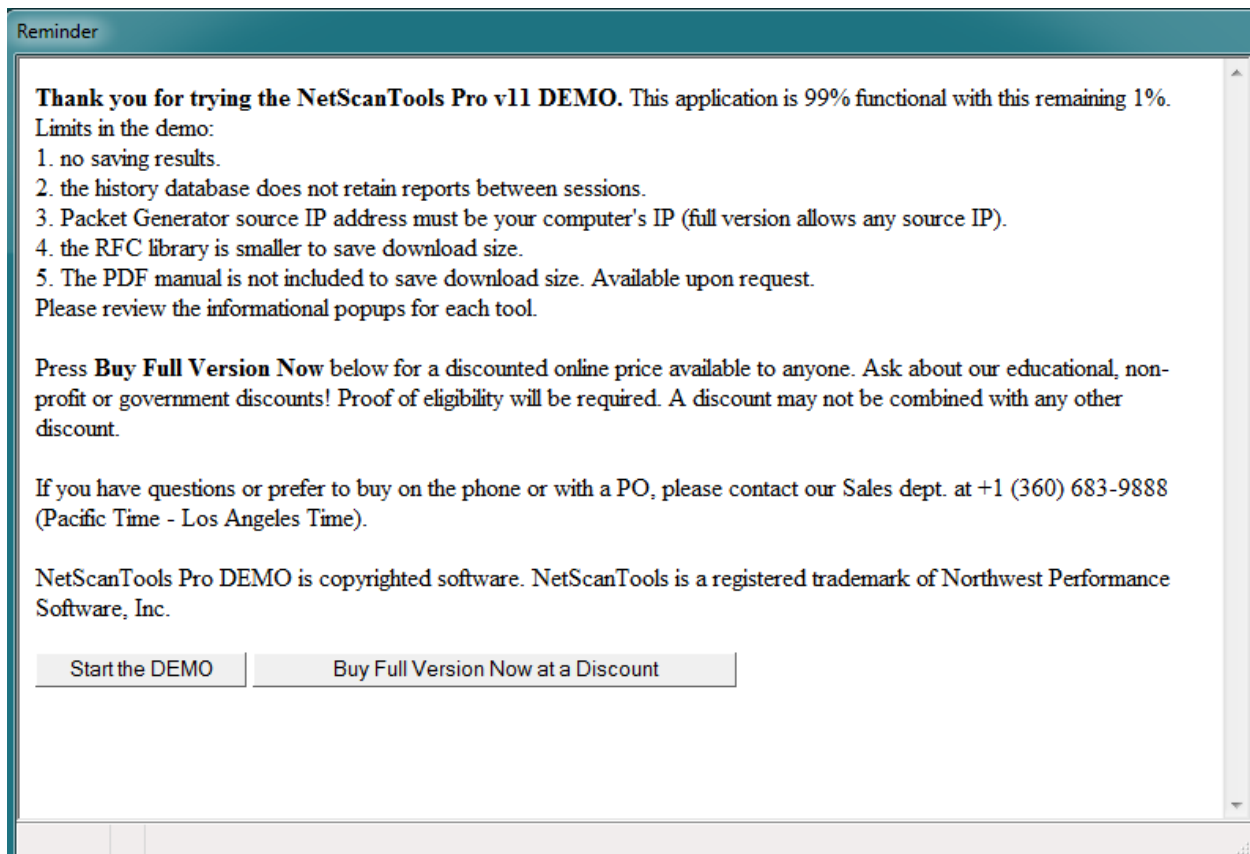 Reminder
Thank you for trying the NetScanTools Pro v11 DEMO. This application is 99% functional with this remaining 1%.
Limits in the demo:
1. no saving results.
2. the history database does not retain reports between sessions.
3. Packet Generator source IP address must be your computer's IP (full version allows any source IP).
4. the RFC library is smaller to save download size.
5. The PDF manual is not included to save download size. Available upon request.
Please review the informational popups for each tool.
Press Buy Full Version Now below for a discounted online price available to anyone. Ask about our educational, non-
profit or government discounts! Proof of eligibility will be required. A discount may not be combined with any other
discount.
If you have questions or prefer to buy on the phone or with a PO, please contact our Sales dept. at +1 (360) 683-9888
(Pacific Time - Los Angeles Time).
NetScanTools Pro DEMO is copyrighted software. NetScanTools is a registered trademark of Northwest Performance
Software, Inc.
Start the DEMO Buy Full Version Now at a Discount